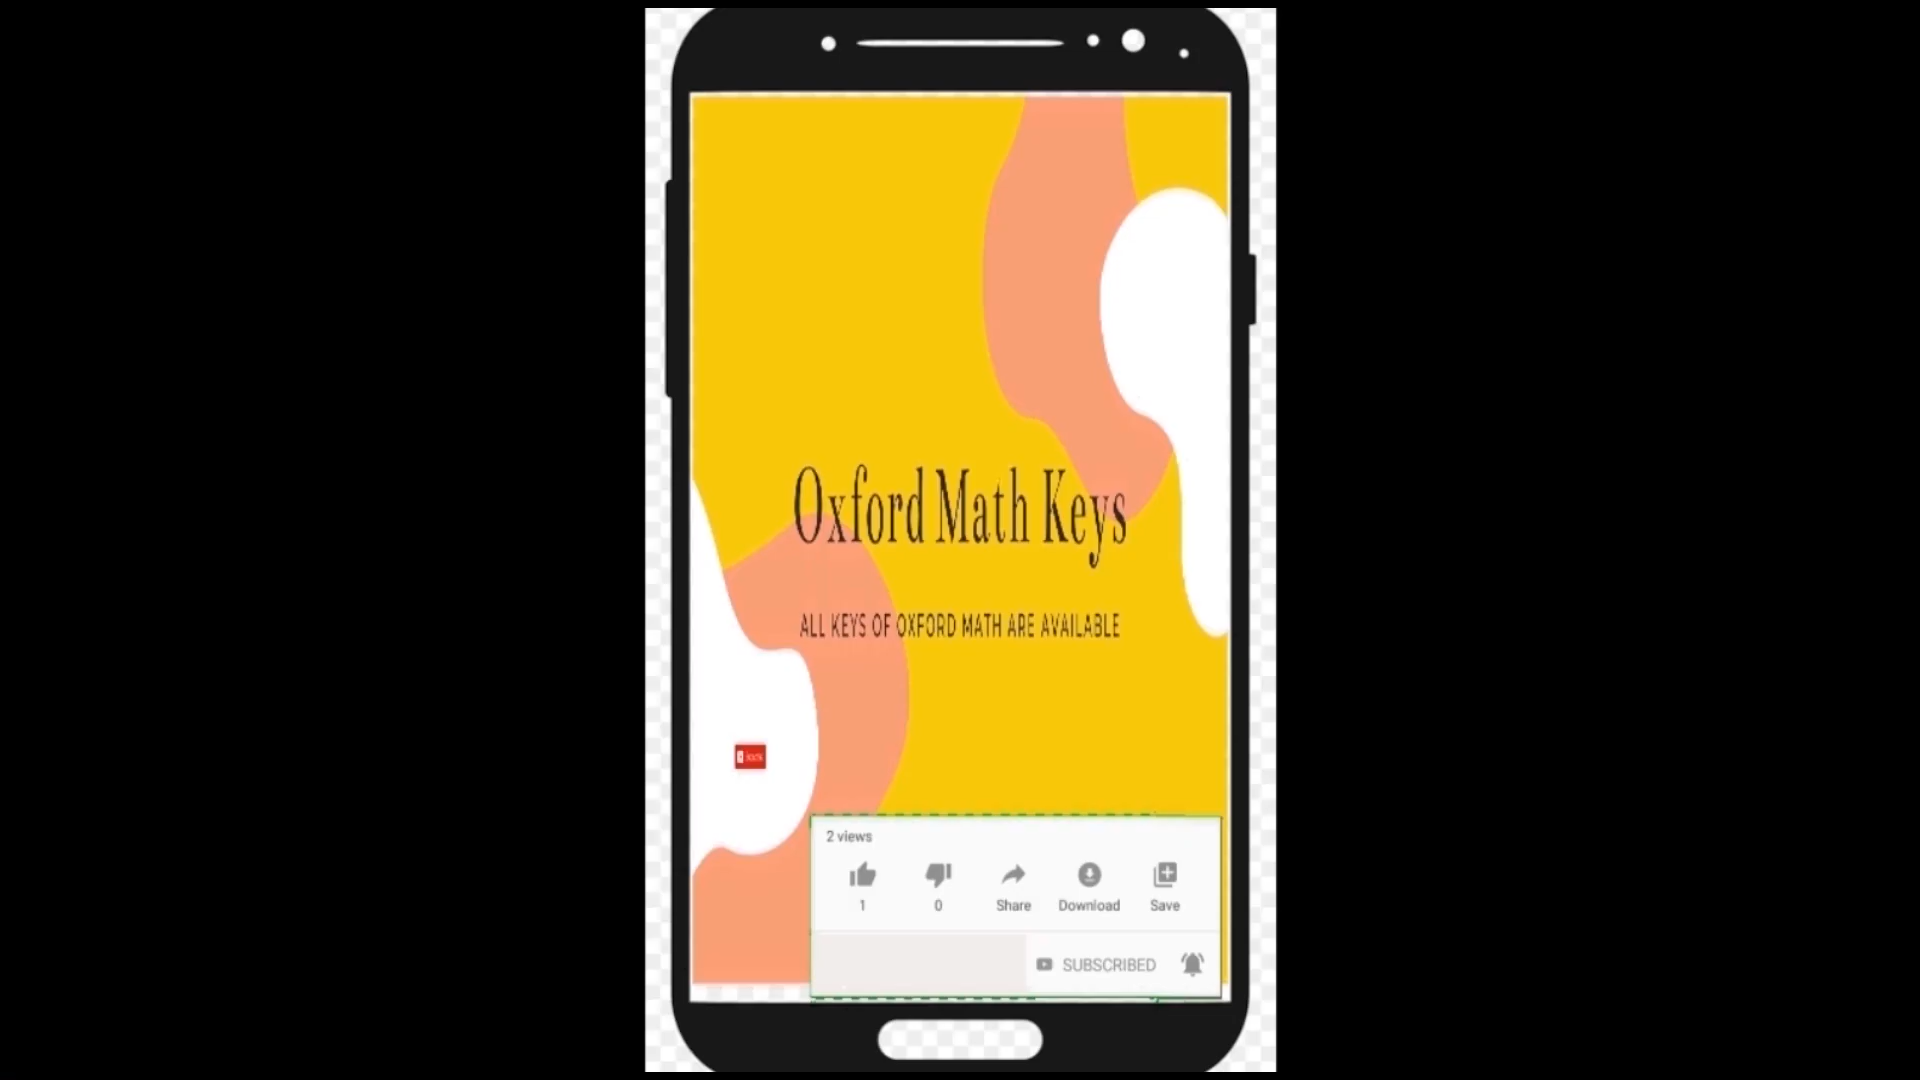 Oxford Math Keys
ALL KEYS OF OXFORD MATH ARE AVAILABLE
2 views
1
0
Share
Download
Save
SUBSCRIBED